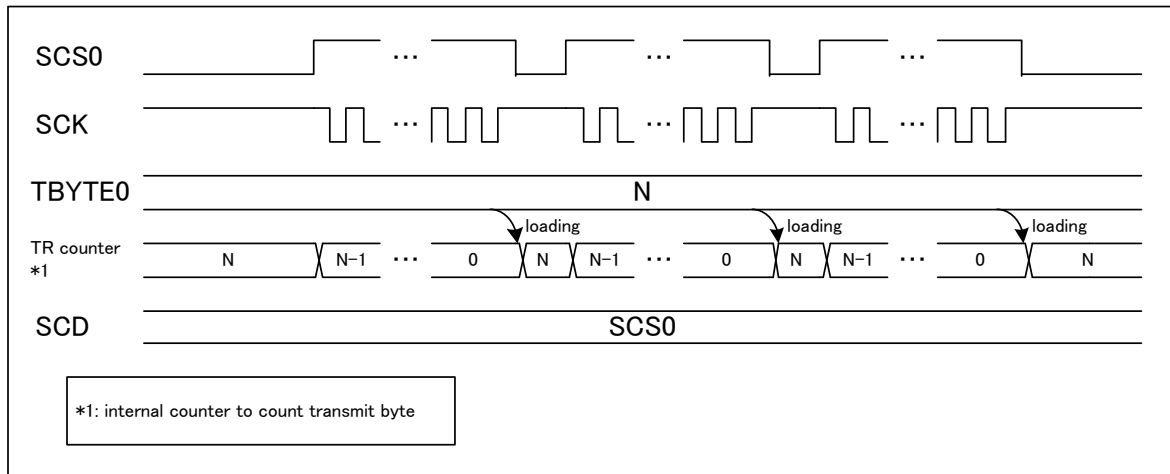 SCS0 ... ... ...
SCK ... ... ...
TBYTE0 N
loading loading loading
TR counter
*1
N N-1 ... 0 N N-1 ... 0 N N-1 ... 0 N
SCD SCS0
*1: internal counter to count transmit byte